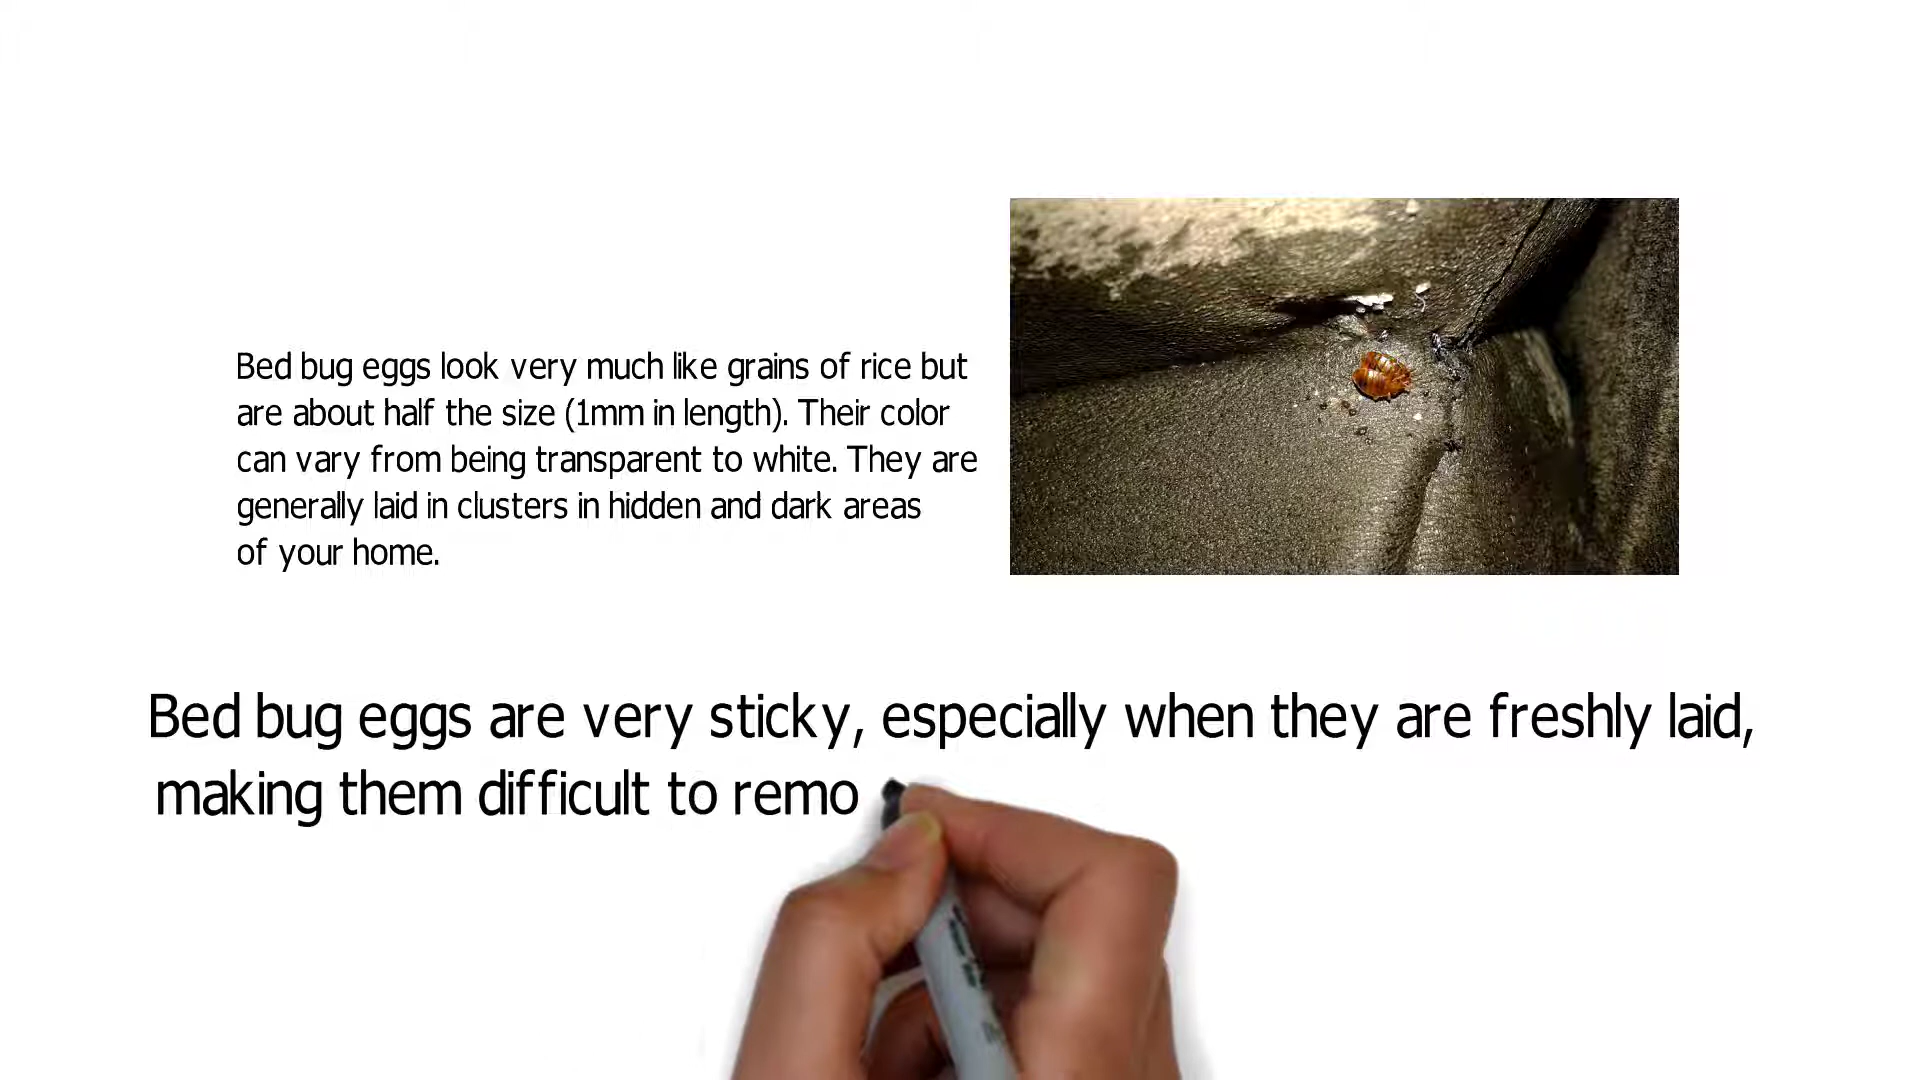 Bed bug eggs look very much like grains of rice but
are about half the size (1mm in length). Their color
can vary from being transparent to white. They are
generally laid in clusters in hidden and dark areas
of your home.
Bed bug eggs are very sticky, especially when they are freshly laid,
making them difficult to remo